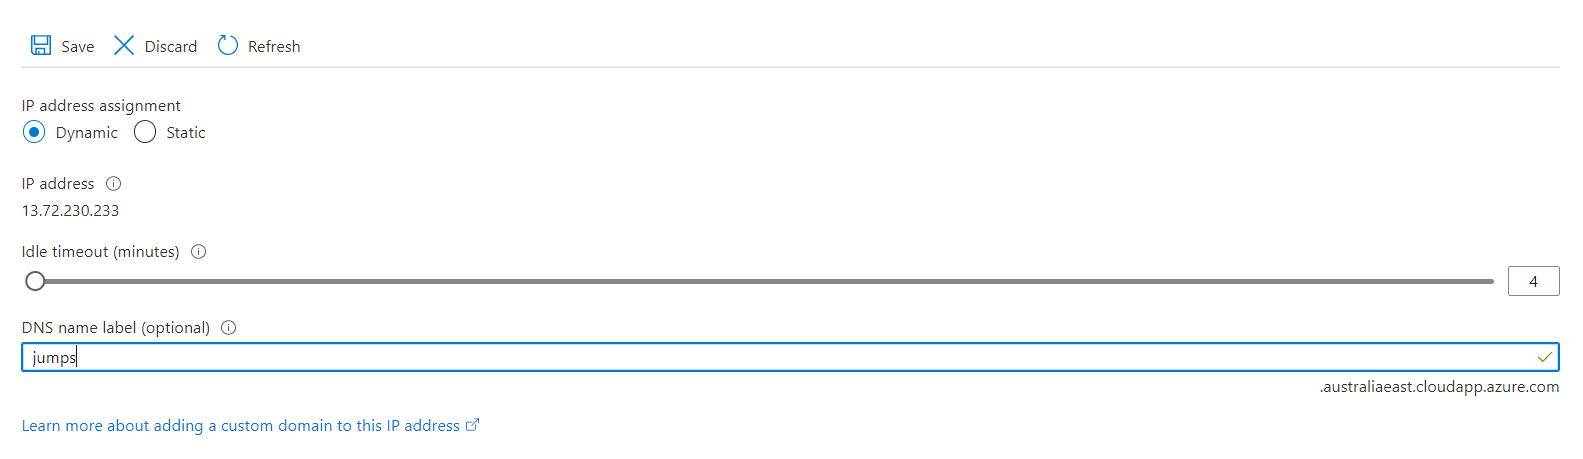 Save Discard Refresh
IP address assignment
Dynamic Static
IP address
13.72.230.233
Idle timeout (minutes)
4
DNS name label (optional)
jumps
.australiaeast.cloudapp.azure.com
Learn more about adding a custom domain to this IP address